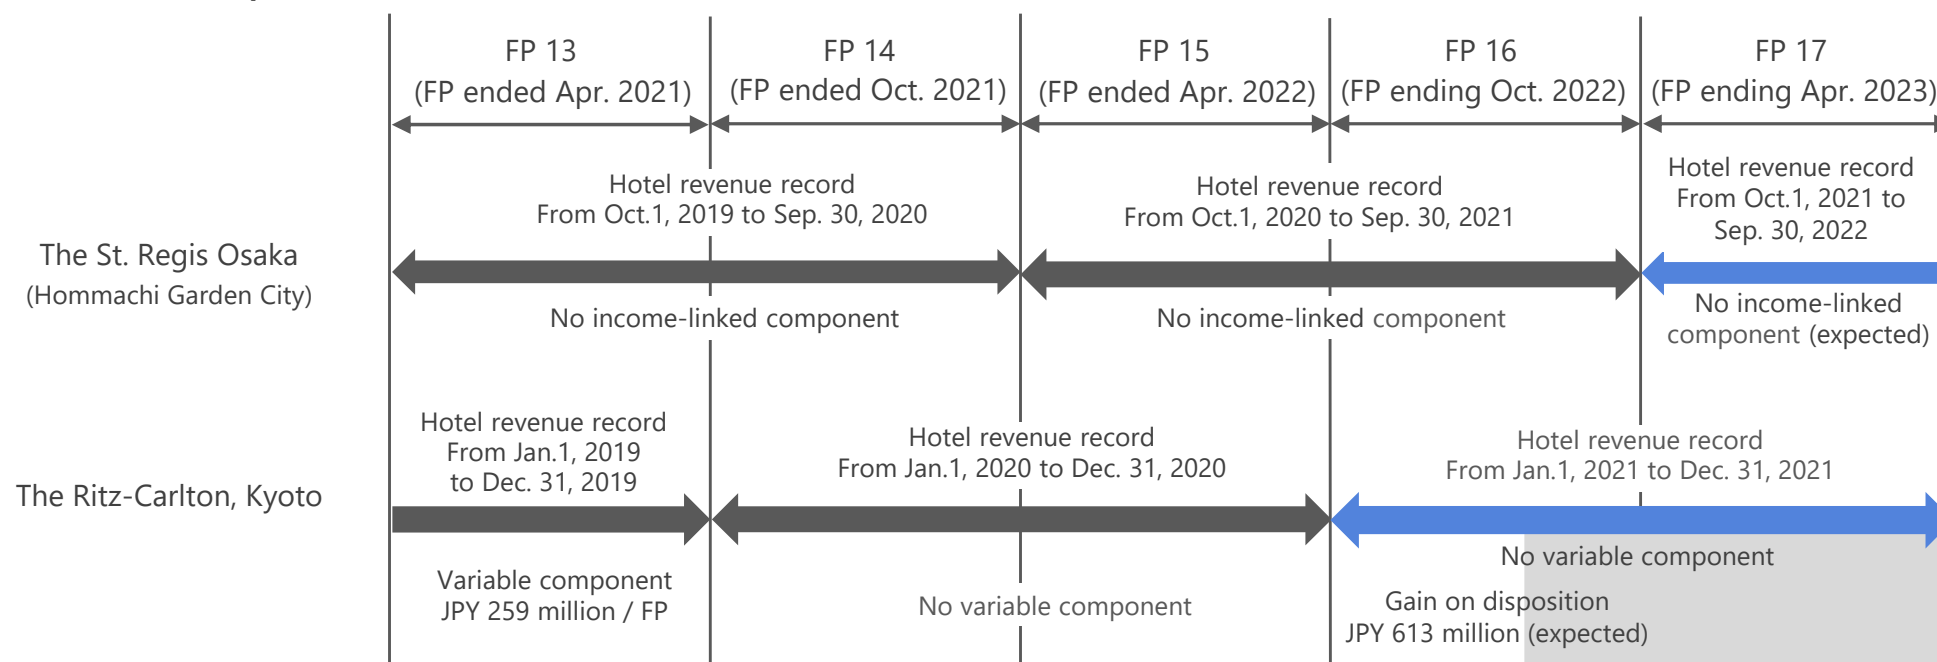 FP 13
(FP ended Apr. 2021)
FP 14
(FP ended Oct. 2021)
FP 15
(FP ended Apr. 2022)
FP 16
(FP ending Oct. 2022)
FP 17
(FP ending Apr. 2023)
The St. Regis Osaka
(Hommachi Garden City)
Hotel revenue record
From Oct.1, 2019 to Sep. 30, 2020
No income-linked component
Hotel revenue record
From Oct.1, 2020 to Sep. 30, 2021
No income-linked component
Hotel revenue record
From Oct.1, 2021 to
Sep. 30, 2022
No income-linked
component (expected)
The Ritz-Carlton, Kyoto
Hotel revenue record
From Jan.1, 2019
to Dec. 31, 2019
Variable component
JPY 259 million / FP
Hotel revenue record
From Jan.1, 2020 to Dec. 31, 2020
No variable component
Hotel revenue record
From Jan.1, 2021 to Dec. 31, 2021
No variable component
Gain on disposition
JPY 613 million (expected)